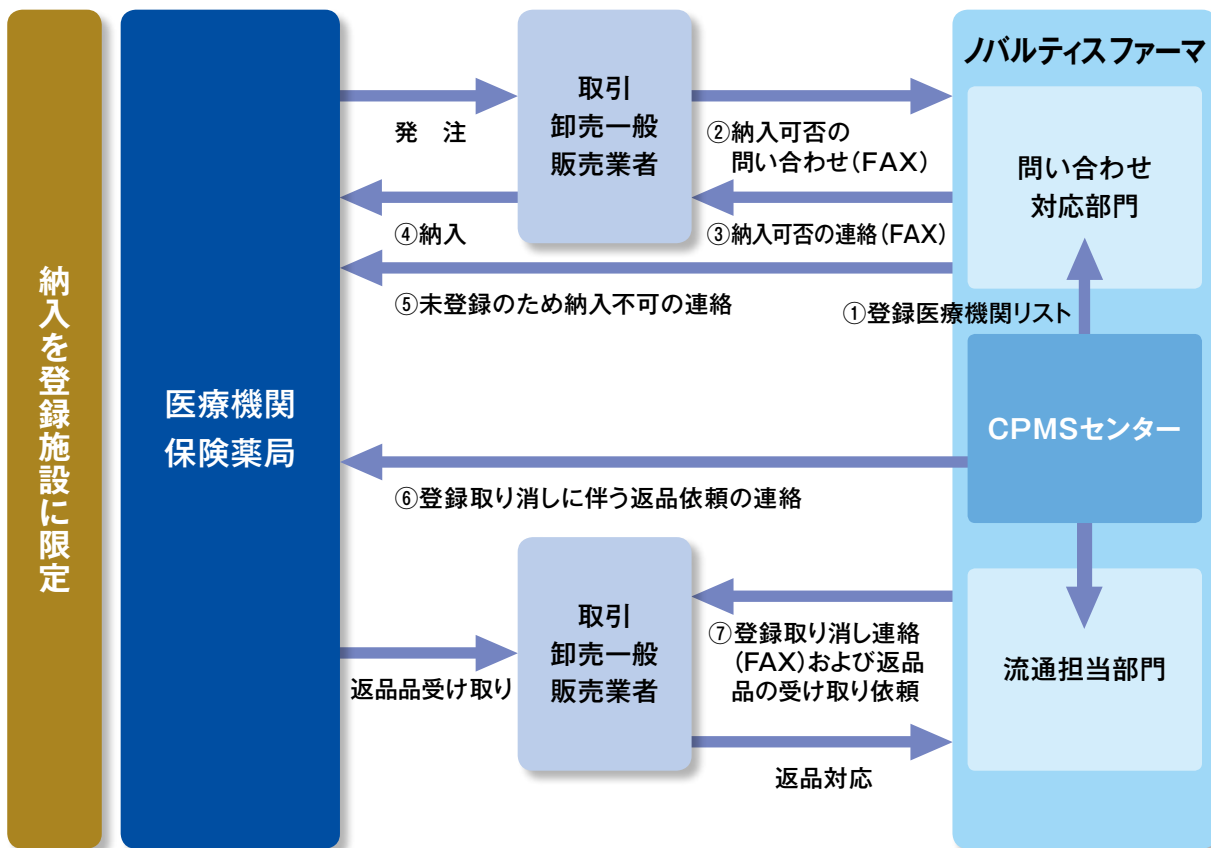 納入を登録施設に限定
医療機関
保険薬局
発　注
取引
卸売一般
販売業者
②納入可否の
問い合わせ(FAX)
③納入可否の連絡(FAX)
④納入
⑤未登録のため納入不可の連絡
ノバルティス ファーマ
問い合わせ
対応部門
①登録医療機関リスト
CPMSセンター
⑥登録取り消しに伴う返品依頼の連絡
取引
卸売一般
販売業者
⑦登録取り消し連絡
(FAX)および返品
品の受け取り依頼
返品品受け取り
返品対応
流通担当部門